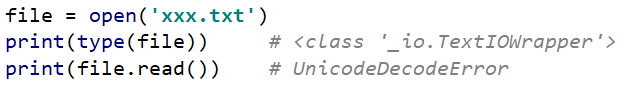 file = open('xxx.txt')
print(type(file))      # <class '_io.TextIOWrapper'>
print(file.read())    # UnicodeDecodeError